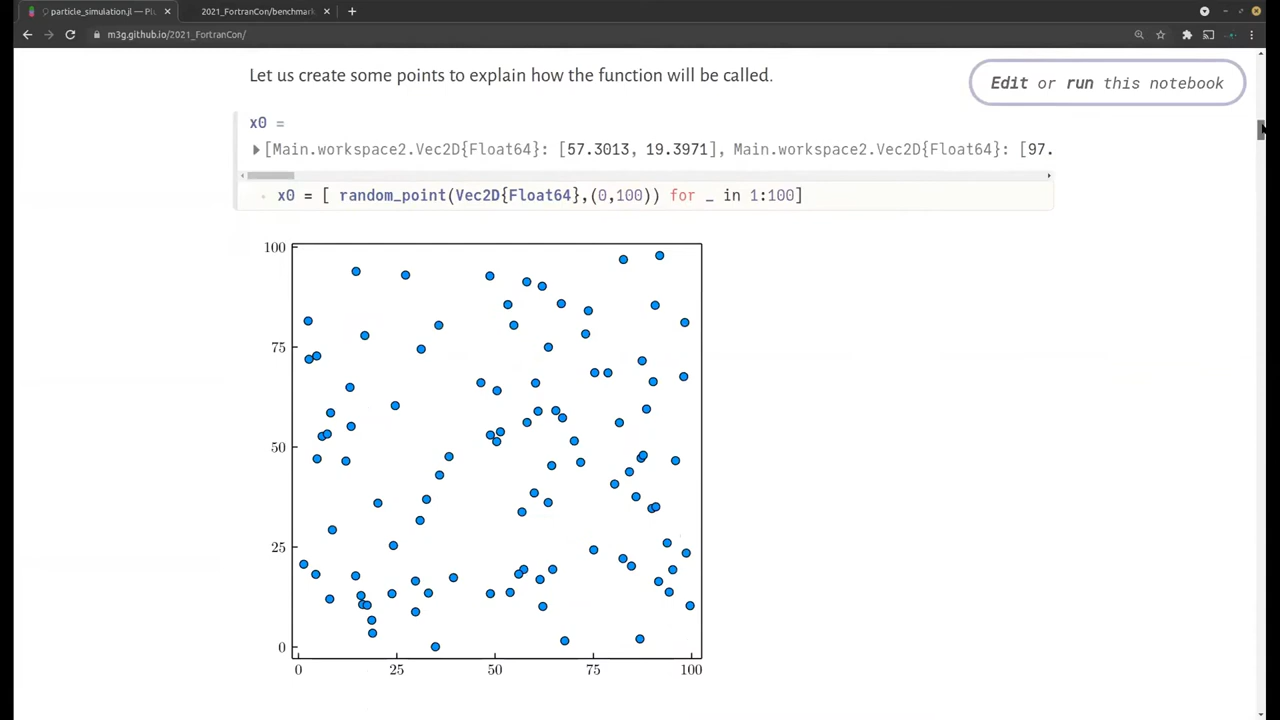 particle_simulation.jl — Pl
2021_FortranCon/benchmark
m3g.github.io/2021_FortranCon/
Let us create some points to explain how the function will be called.
Edit or run this notebook
x0 =
[Main.workspace2.Vec2D{Float64}: [57.3013, 19.3971], Main.workspace2.Vec2D{Float64}: [97.
x0 = [ random_point(Vec2D{Float64},(0,100)) for _ in 1:100]
100
75
50
25
0
0 25 50 75 100